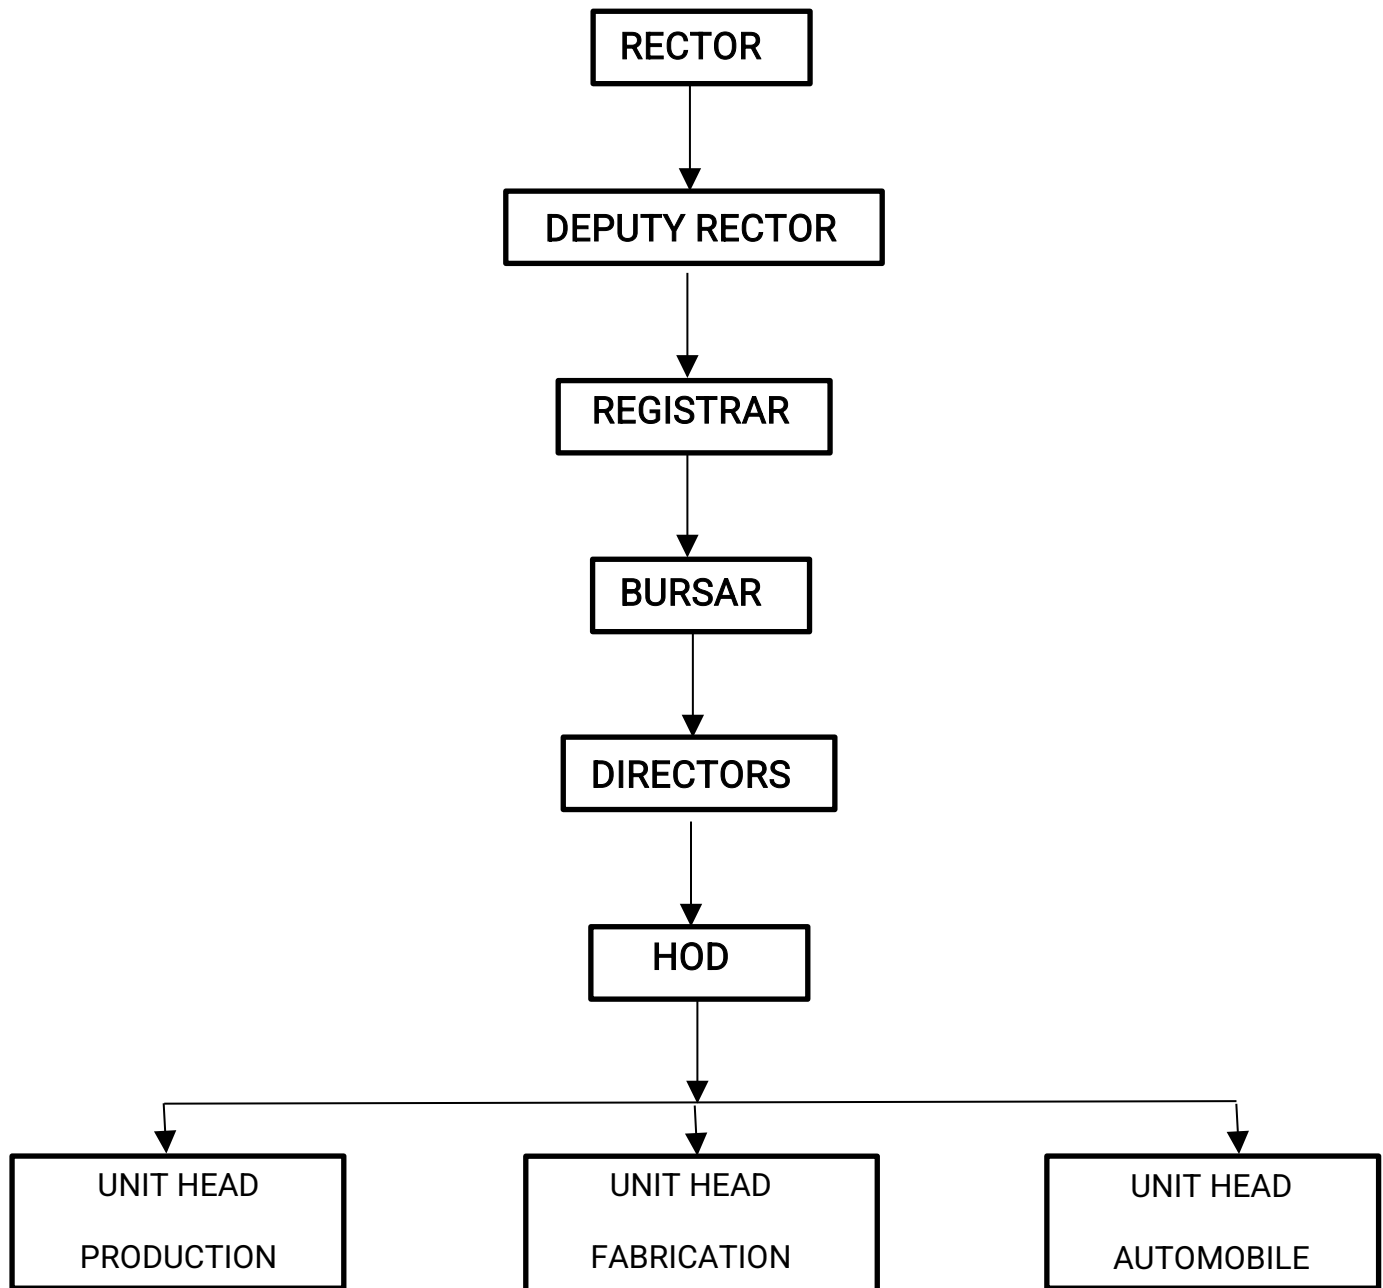 RECTOR
DEPUTY RECTOR
REGISTRAR
BURSAR
DIRECTORS
HOD
UNIT HEAD
PRODUCTION
UNIT HEAD
FABRICATION
UNIT HEAD
AUTOMOBILE